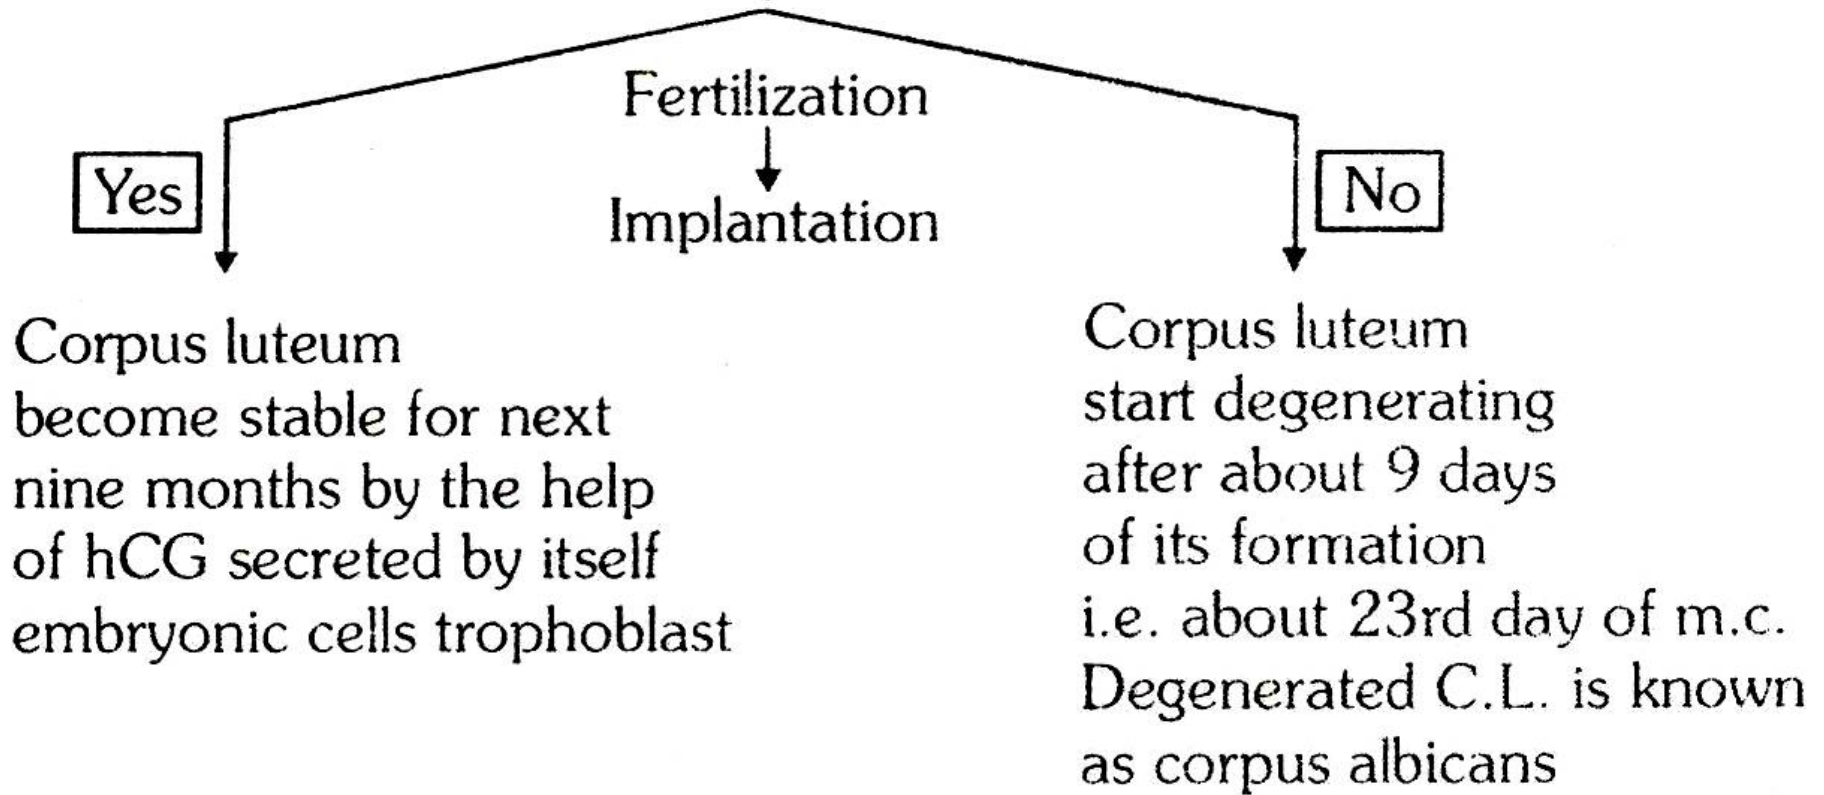 Fertilization
Implantation
Yes
No
Corpus luteum
become stable for next
nine months by the help
of hCG secreted by itself
embryonic cells trophoblast
Corpus luteum
start degenerating
after about 9 days
of its formation
i.e. about 23rd day of m.c.
Degenerated C.L. is known
as corpus albicans